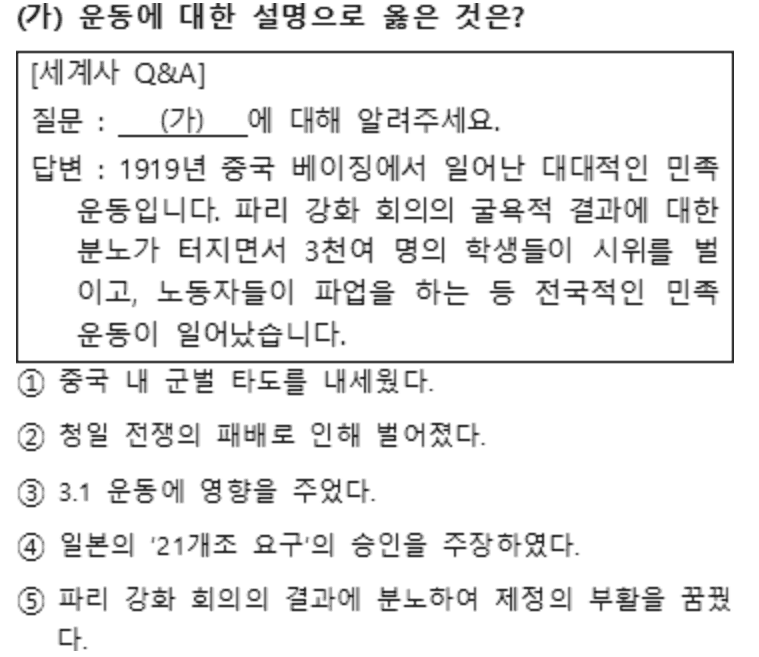 (가) 운동에 대한 설명으로 옳은 것은?
[세계사 Q&A]
질문 : (가) 에 대해 알려주세요.
답변 : 1919년 중국 베이징에서 일어난 대대적인 민족
운동입니다. 파리 강화 회의의 굴욕적 결과에 대한
분노가 터지면서 3천여 명의 학생들이 시위를 벌
이고, 노동자들이 파업을 하는 등 전국적인 민족
운동이 일어났습니다.
① 중국 내 군벌 타도를 내세웠다.
② 청일 전쟁의 패배로 인해 벌어졌다.
③ 3.1 운동에 영향을 주었다.
④ 일본의 '21개조 요구'의 승인을 주장하였다.
⑤ 파리 강화 회의의 결과에 분노하여 제정의 부활을 꿈꿨
다.